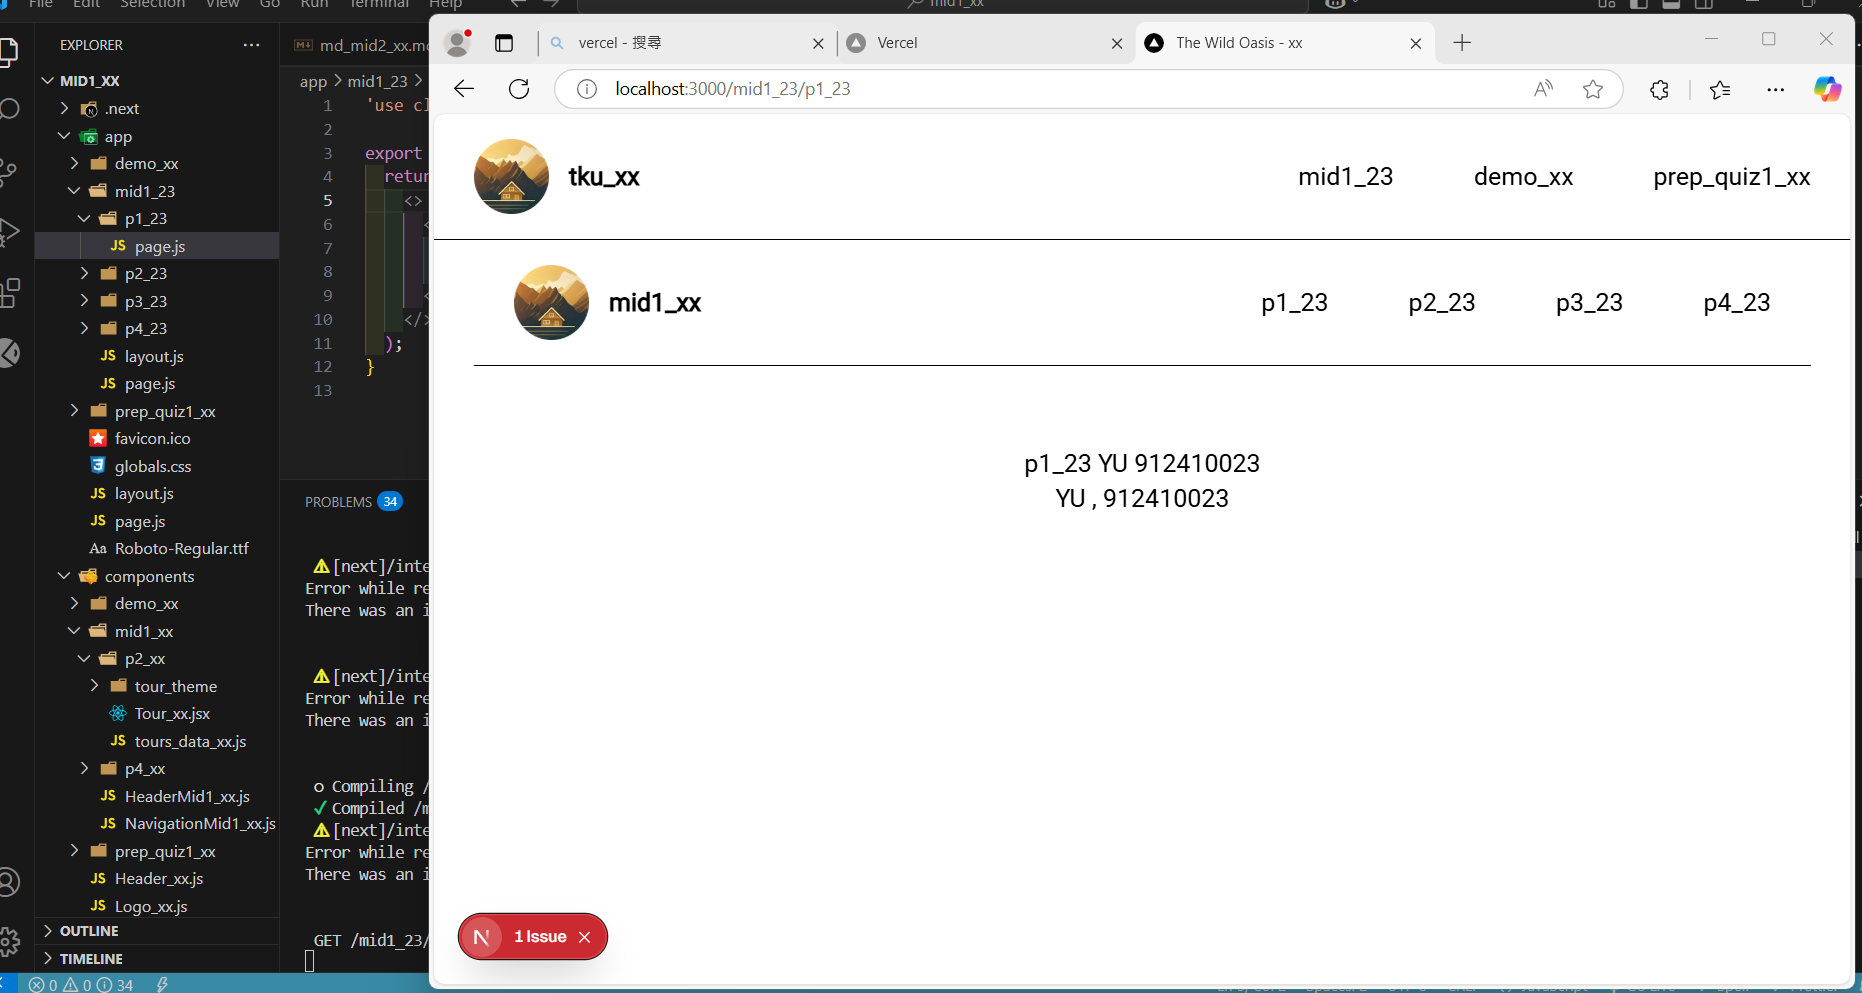 File Edit Selection View Go Run Terminal Help
mid1_xx
EXPLORER
MID1_XX
.next
app
demo_xx
mid1_23
p1_23
JS page.js
p2_23
p3_23
p4_23
JS layout.js
JS page.js
prep_quiz1_xx
favicon.ico
globals.css
JS layout.js
JS page.js
Aa Roboto-Regular.ttf
components
demo_xx
mid1_xx
p2_xx
tour_theme
Tour_xx.jsx
JS tours_data_xx.js
p4_xx
JS HeaderMid1_xx.js
JS NavigationMid1_xx.js
prep_quiz1_xx
JS Header_xx.js
JS Logo_xx.js
OUTLINE
TIMELINE
0 0 34
md_mid2_xx.md
app > mid1_23 >
1 'use cl
2
3 export
4 retur
5 <>
6 <
7
8
9 <
10 </>
11 );
12 }
13
PROBLEMS 34
[next]/inte
Error while re
There was an i
[next]/inte
Error while re
There was an i
Compiling /
Compiled /m
[next]/inte
Error while re
There was an i
GET /mid1_23/
vercel - 搜尋
Vercel
The Wild Oasis - xx
localhost:3000/mid1_23/p1_23
tku_xx
mid1_23 demo_xx prep_quiz1_xx
mid1_xx
p1_23 p2_23 p3_23 p4_23
p1_23 YU 912410023
YU , 912410023
N 1 Issue